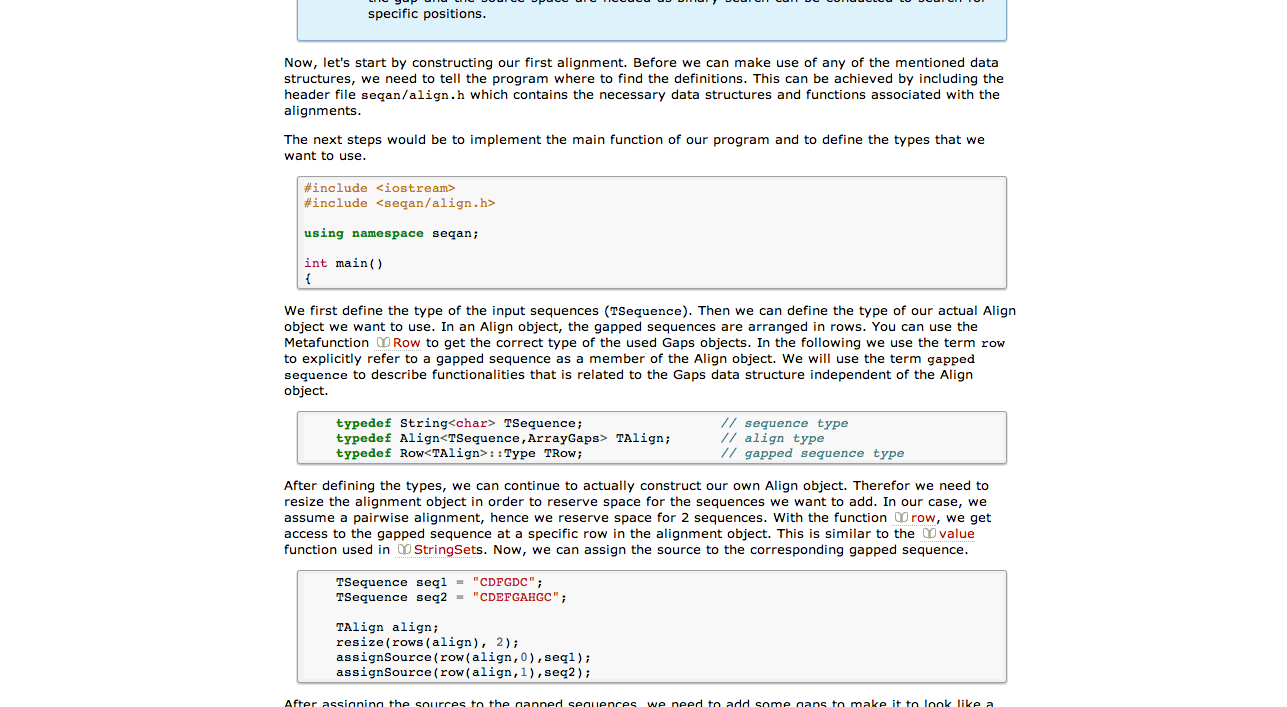 the gap and the source space are needed as binary search can be conducted to search for
specific positions.
Now, let's start by constructing our first alignment. Before we can make use of any of the mentioned data
structures, we need to tell the program where to find the definitions. This can be achieved by including the
header file seqan/align.h which contains the necessary data structures and functions associated with the
alignments.
The next steps would be to implement the main function of our program and to define the types that we
want to use.
#include <iostream>
#include <seqan/align.h>
using namespace seqan;
int main()
{
We first define the type of the input sequences (TSequence). Then we can define the type of our actual Align
object we want to use. In an Align object, the gapped sequences are arranged in rows. You can use the
Metafunction Row to get the correct type of the used Gaps objects. In the following we use the term row
to explicitly refer to a gapped sequence as a member of the Align object. We will use the term gapped
sequence to describe functionalities that is related to the Gaps data structure independent of the Align
object.
typedef String<char> TSequence; // sequence type
typedef Align<TSequence,ArrayGaps> TAlign; // align type
typedef Row<TAlign>::Type TRow; // gapped sequence type
After defining the types, we can continue to actually construct our own Align object. Therefor we need to
resize the alignment object in order to reserve space for the sequences we want to add. In our case, we
assume a pairwise alignment, hence we reserve space for 2 sequences. With the function row, we get
access to the gapped sequence at a specific row in the alignment object. This is similar to the value
function used in StringSets. Now, we can assign the source to the corresponding gapped sequence.
TSequence seq1 = "CDFGDC";
TSequence seq2 = "CDEFGAHGC";
TAlign align;
resize(rows(align), 2);
assignSource(row(align,0),seq1);
assignSource(row(align,1),seq2);
After assigning the sources to the gapped sequences, we need to add some gaps to make it to look like a